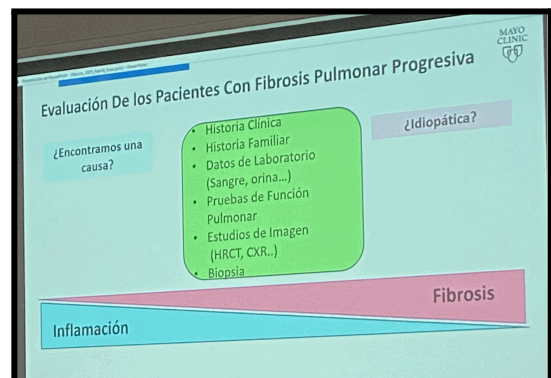 MAYO
CLINIC
Evaluación De los Pacientes Con Fibrosis Pulmonar Progresiva
¿Encontramos una
causa?
• Historia Clínica
• Historia Familiar
• Datos de Laboratorio
(Sangre, orina...)
• Pruebas de Función
Pulmonar
• Estudios de Imagen
(HRCT, CXR..)
• Biopsia
¿Idiopática?
Fibrosis
Inflamación